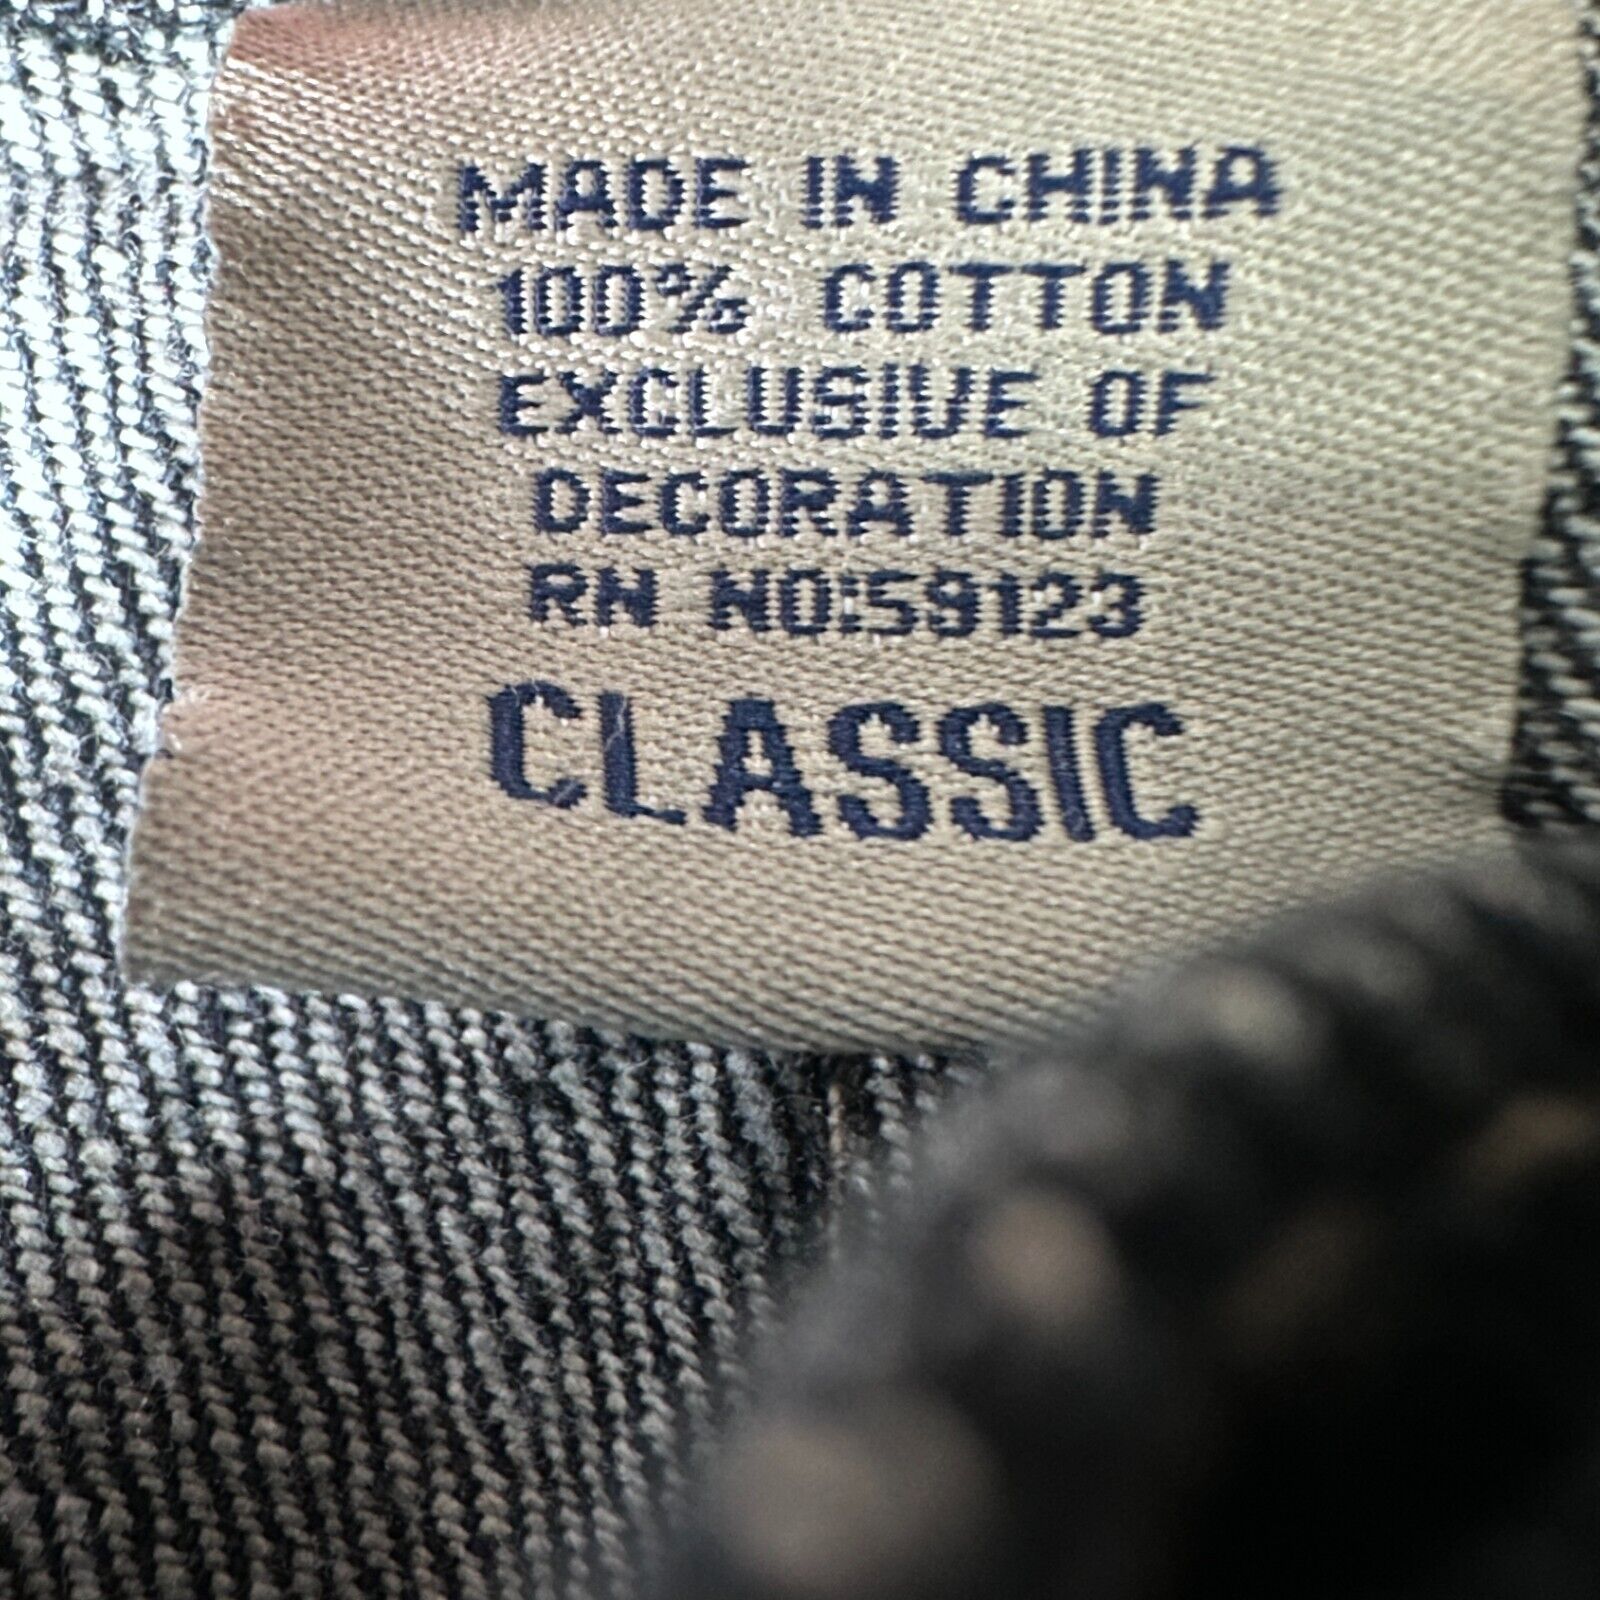 MADE IN CHINA
100% COTTON
EXCLUSIVE OF
DECORATION
RN NO:59123
CLASSIC